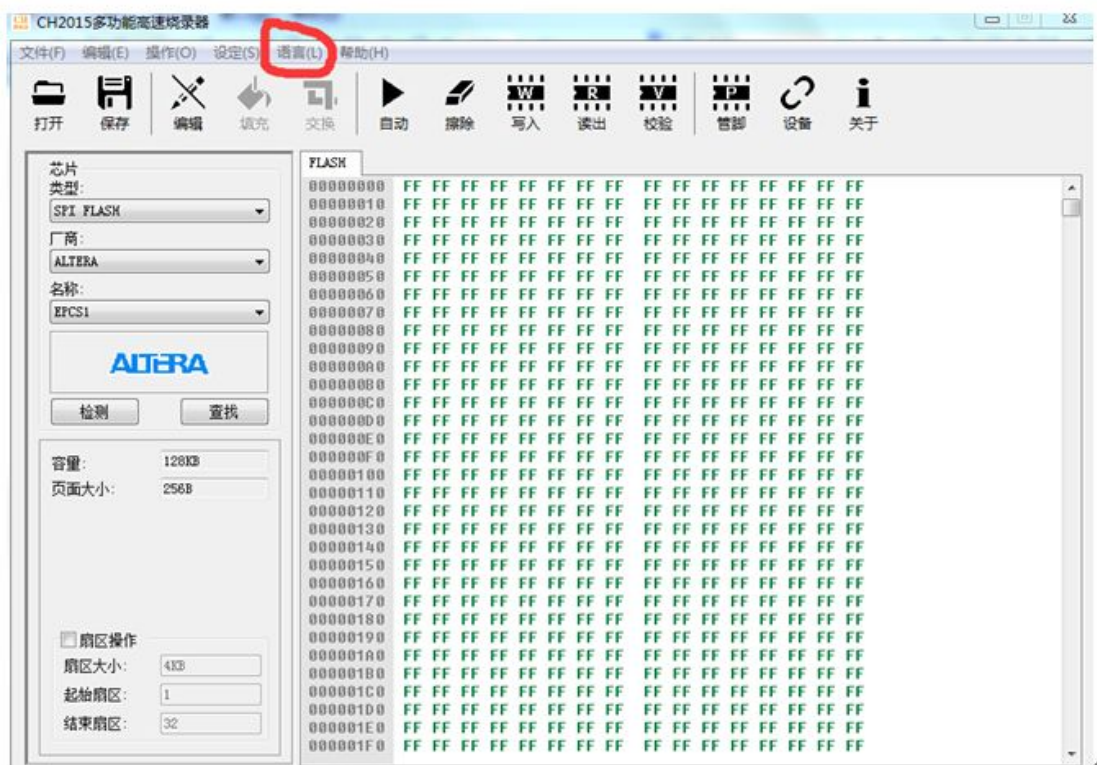 CH2015多功能高速烧录器
文件(F) 编辑(E) 操作(O) 设定(S) 语言(L) 帮助(H)
W R V P
打开 保存 编辑 填充 交换 自动 擦除 写入 读出 校验 管脚 设备 关于
芯片
类型:
SPI FLASH
厂商:
ALTERA
名称:
EPCS1
ALTERA
检测 查找
容量: 128KB
页面大小: 256B
扇区操作
扇区大小: 4KB
起始扇区: 1
结束扇区: 32
FLASH
00000000 FF FF FF FF FF FF FF FF FF FF FF FF FF FF FF FF
00000010 FF FF FF FF FF FF FF FF FF FF FF FF FF FF FF FF
00000020 FF FF FF FF FF FF FF FF FF FF FF FF FF FF FF FF
00000030 FF FF FF FF FF FF FF FF FF FF FF FF FF FF FF FF
00000040 FF FF FF FF FF FF FF FF FF FF FF FF FF FF FF FF
00000050 FF FF FF FF FF FF FF FF FF FF FF FF FF FF FF FF
00000060 FF FF FF FF FF FF FF FF FF FF FF FF FF FF FF FF
00000070 FF FF FF FF FF FF FF FF FF FF FF FF FF FF FF FF
00000080 FF FF FF FF FF FF FF FF FF FF FF FF FF FF FF FF
00000090 FF FF FF FF FF FF FF FF FF FF FF FF FF FF FF FF
000000A0 FF FF FF FF FF FF FF FF FF FF FF FF FF FF FF FF
000000B0 FF FF FF FF FF FF FF FF FF FF FF FF FF FF FF FF
000000C0 FF FF FF FF FF FF FF FF FF FF FF FF FF FF FF FF
000000D0 FF FF FF FF FF FF FF FF FF FF FF FF FF FF FF FF
000000E0 FF FF FF FF FF FF FF FF FF FF FF FF FF FF FF FF
000000F0 FF FF FF FF FF FF FF FF FF FF FF FF FF FF FF FF
00000100 FF FF FF FF FF FF FF FF FF FF FF FF FF FF FF FF
00000110 FF FF FF FF FF FF FF FF FF FF FF FF FF FF FF FF
00000120 FF FF FF FF FF FF FF FF FF FF FF FF FF FF FF FF
00000130 FF FF FF FF FF FF FF FF FF FF FF FF FF FF FF FF
00000140 FF FF FF FF FF FF FF FF FF FF FF FF FF FF FF FF
00000150 FF FF FF FF FF FF FF FF FF FF FF FF FF FF FF FF
00000160 FF FF FF FF FF FF FF FF FF FF FF FF FF FF FF FF
00000170 FF FF FF FF FF FF FF FF FF FF FF FF FF FF FF FF
00000180 FF FF FF FF FF FF FF FF FF FF FF FF FF FF FF FF
00000190 FF FF FF FF FF FF FF FF FF FF FF FF FF FF FF FF
000001A0 FF FF FF FF FF FF FF FF FF FF FF FF FF FF FF FF
000001B0 FF FF FF FF FF FF FF FF FF FF FF FF FF FF FF FF
000001C0 FF FF FF FF FF FF FF FF FF FF FF FF FF FF FF FF
000001D0 FF FF FF FF FF FF FF FF FF FF FF FF FF FF FF FF
000001E0 FF FF FF FF FF FF FF FF FF FF FF FF FF FF FF FF
000001F0 FF FF FF FF FF FF FF FF FF FF FF FF FF FF FF FF